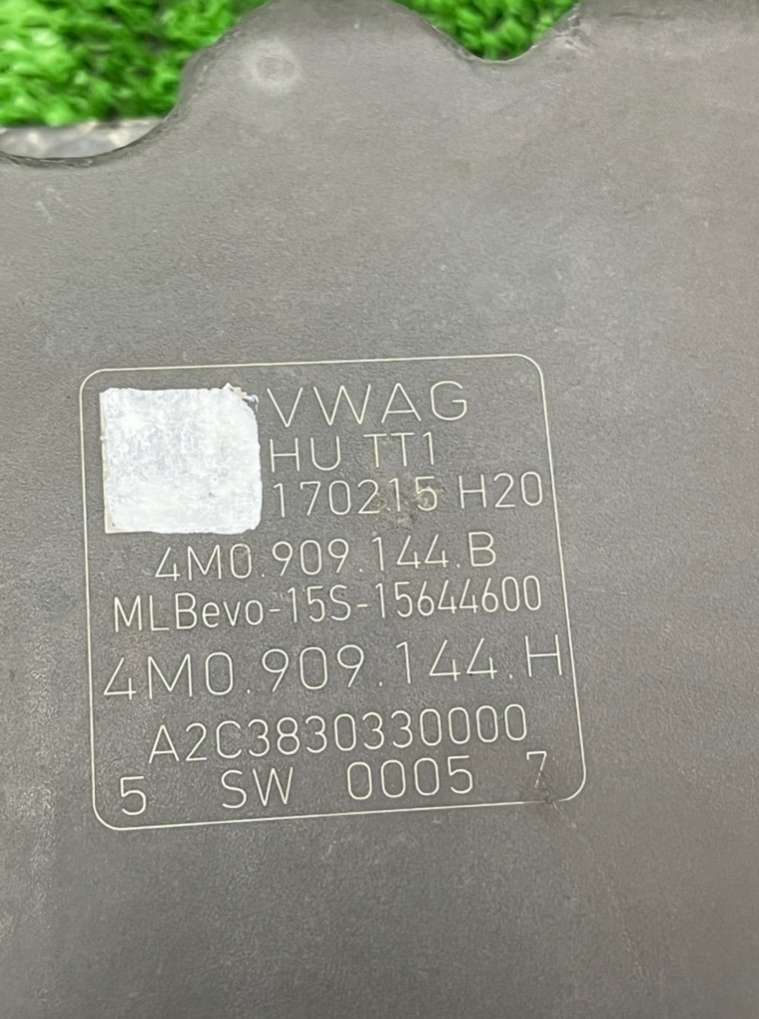 VWAG
HU TT1
170215 H20
4M0.909.144.B
MLBevo-15S-15644600
4M0.909.144.H
A2C3830330000
5 SW 0005 7